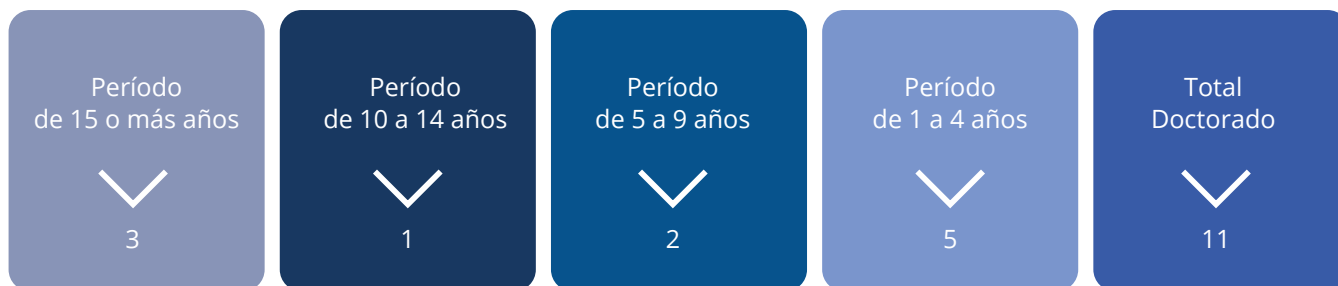 Período
de 15 o más años
3
Período
de 10 a 14 años
1
Período
de 5 a 9 años
2
Período
de 1 a 4 años
5
Total
Doctorado
11